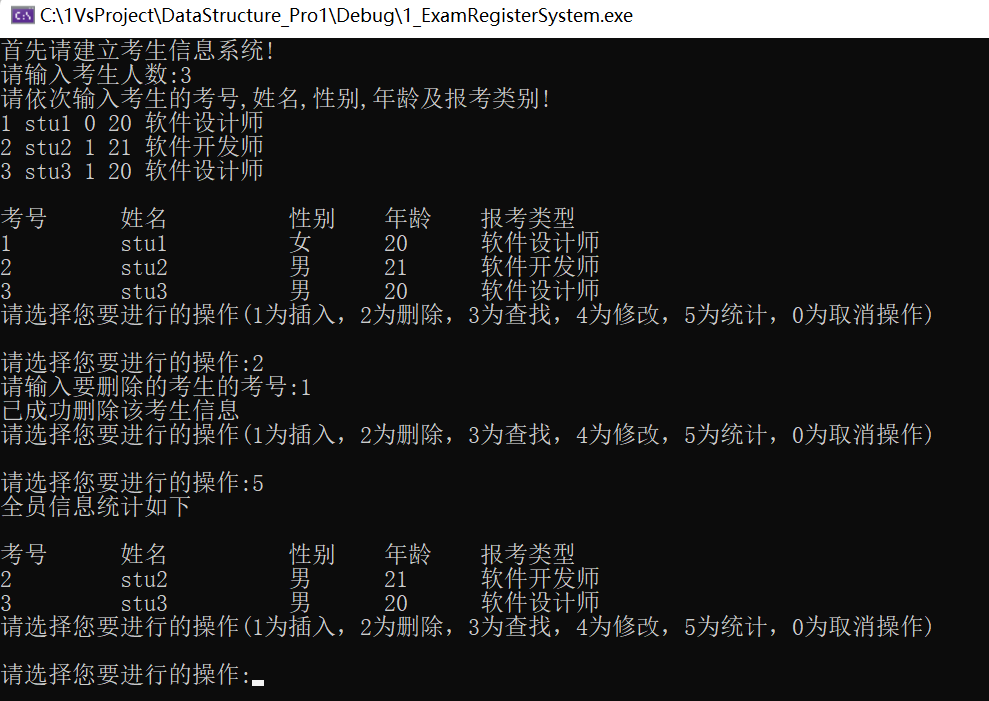 C:\1VsProject\DataStructure_Pro1\Debug\1_ExamRegisterSystem.exe
首先请建立考生信息系统!
请输入考生人数:3
请依次输入考生的考号,姓名,性别,年龄及报考类别!
1 stu1 0 20 软件设计师
2 stu2 1 21 软件开发师
3 stu3 1 20 软件设计师
考号 姓名 性别 年龄 报考类型
1 stu1 女 20 软件设计师
2 stu2 男 21 软件开发师
3 stu3 男 20 软件设计师
请选择您要进行的操作(1为插入，2为删除，3为查找，4为修改，5为统计，0为取消操作)
请选择您要进行的操作:2
请输入要删除的考生的考号:1
已成功删除该考生信息
请选择您要进行的操作(1为插入，2为删除，3为查找，4为修改，5为统计，0为取消操作)
请选择您要进行的操作:5
全员信息统计如下
考号 姓名 性别 年龄 报考类型
2 stu2 男 21 软件开发师
3 stu3 男 20 软件设计师
请选择您要进行的操作(1为插入，2为删除，3为查找，4为修改，5为统计，0为取消操作)
请选择您要进行的操作: